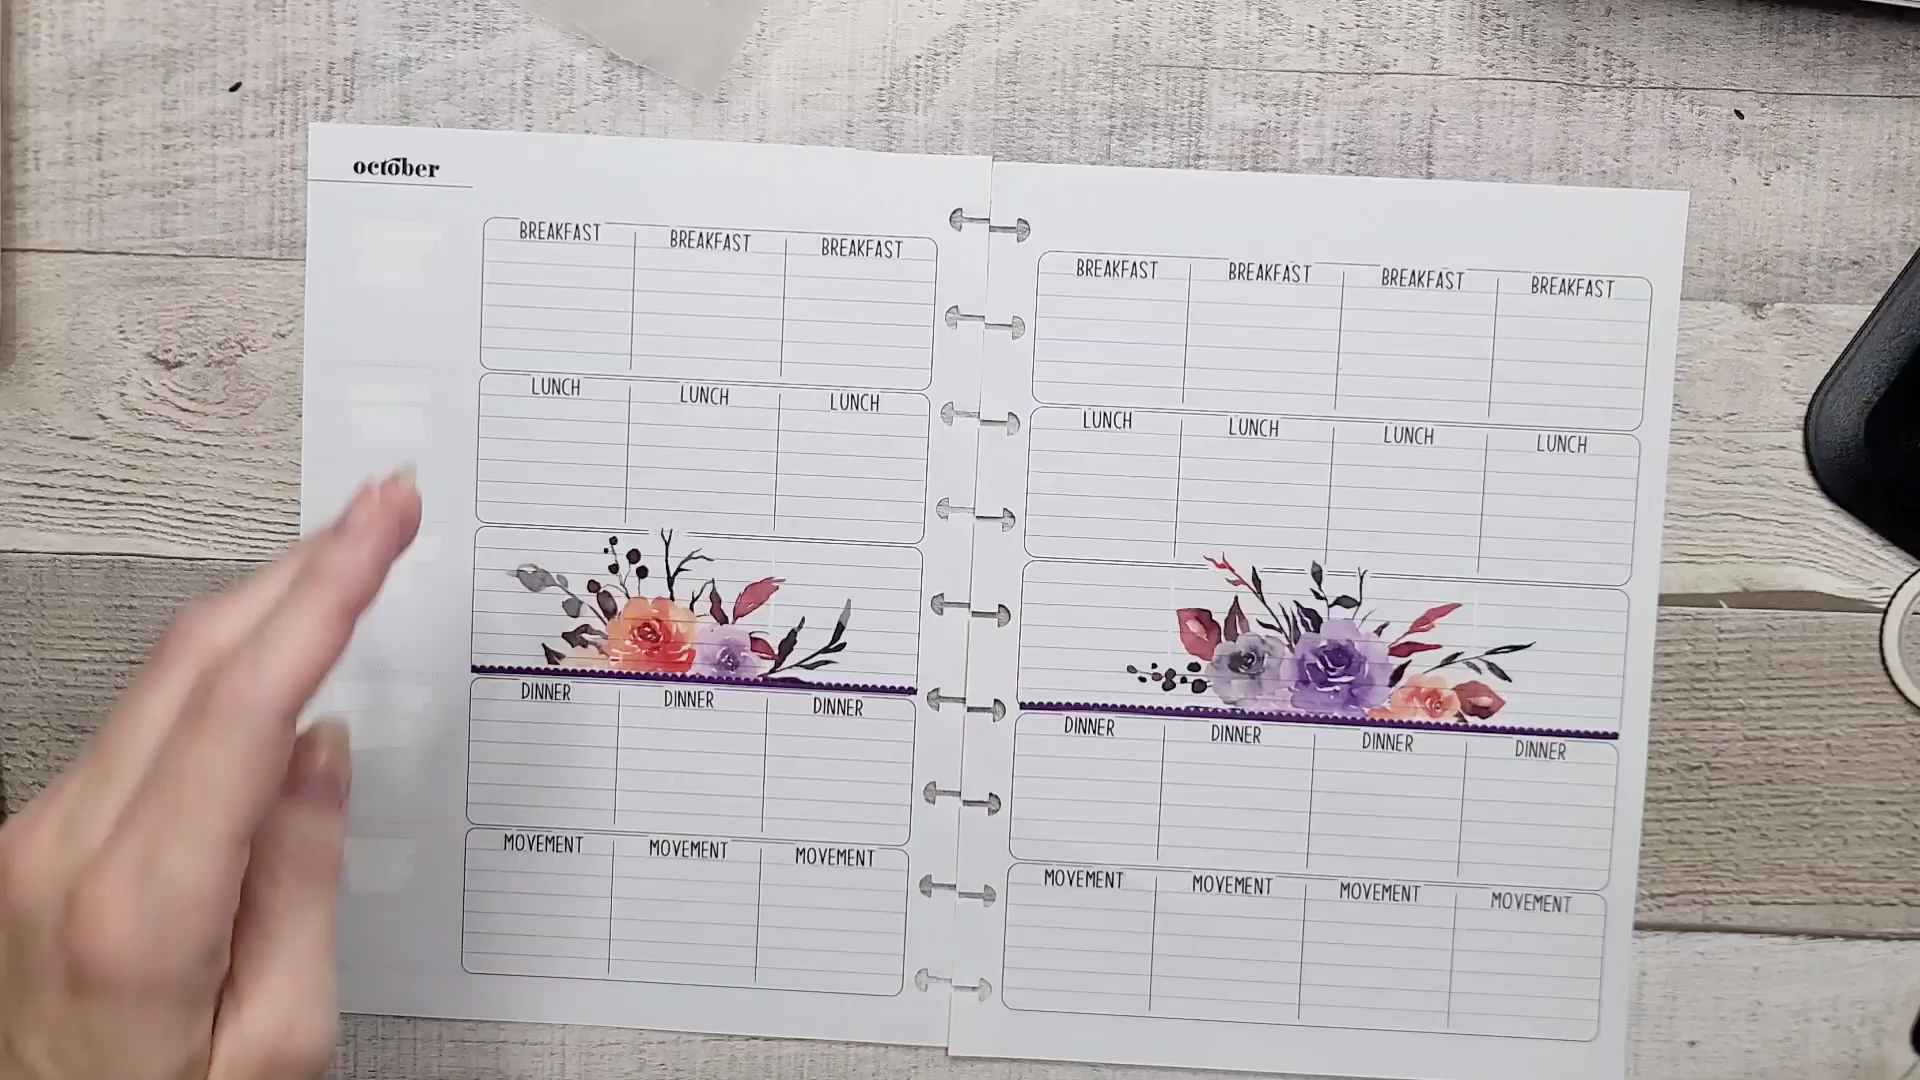 october
BREAKFAST BREAKFAST BREAKFAST
LUNCH LUNCH LUNCH
DINNER DINNER DINNER
MOVEMENT MOVEMENT MOVEMENT
BREAKFAST BREAKFAST BREAKFAST BREAKFAST
LUNCH LUNCH LUNCH LUNCH
DINNER DINNER DINNER DINNER
MOVEMENT MOVEMENT MOVEMENT MOVEMENT